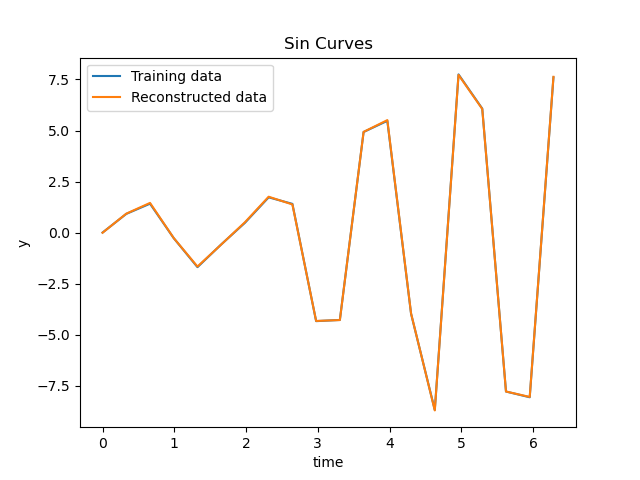 Sin Curves
Training data
Reconstructed data
7.5
5.0
2.5
0.0
−2.5
−5.0
−7.5
y
0 1 2 3 4 5 6
time